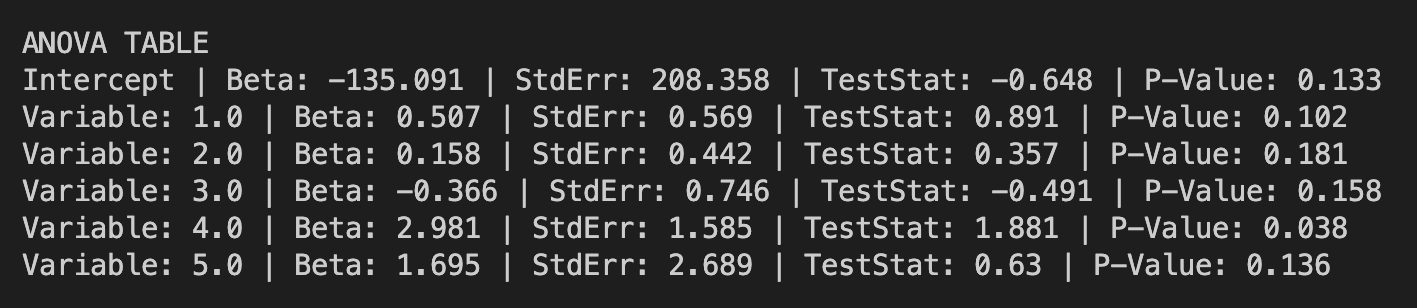 ANOVA TABLE
Intercept | Beta: -135.091 | StdErr: 208.358 | TestStat: -0.648 | P-Value: 0.133
Variable: 1.0 | Beta: 0.507 | StdErr: 0.569 | TestStat: 0.891 | P-Value: 0.102
Variable: 2.0 | Beta: 0.158 | StdErr: 0.442 | TestStat: 0.357 | P-Value: 0.181
Variable: 3.0 | Beta: -0.366 | StdErr: 0.746 | TestStat: -0.491 | P-Value: 0.158
Variable: 4.0 | Beta: 2.981 | StdErr: 1.585 | TestStat: 1.881 | P-Value: 0.038
Variable: 5.0 | Beta: 1.695 | StdErr: 2.689 | TestStat: 0.63 | P-Value: 0.136